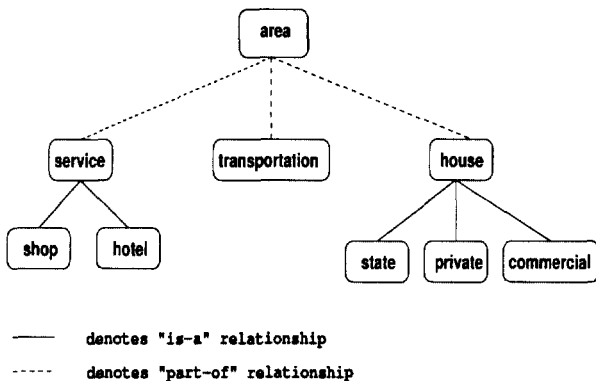 area
service
transportation
house
shop
hotel
state
private
commercial
denotes "is-a" relationship
denotes "part-of" relationship